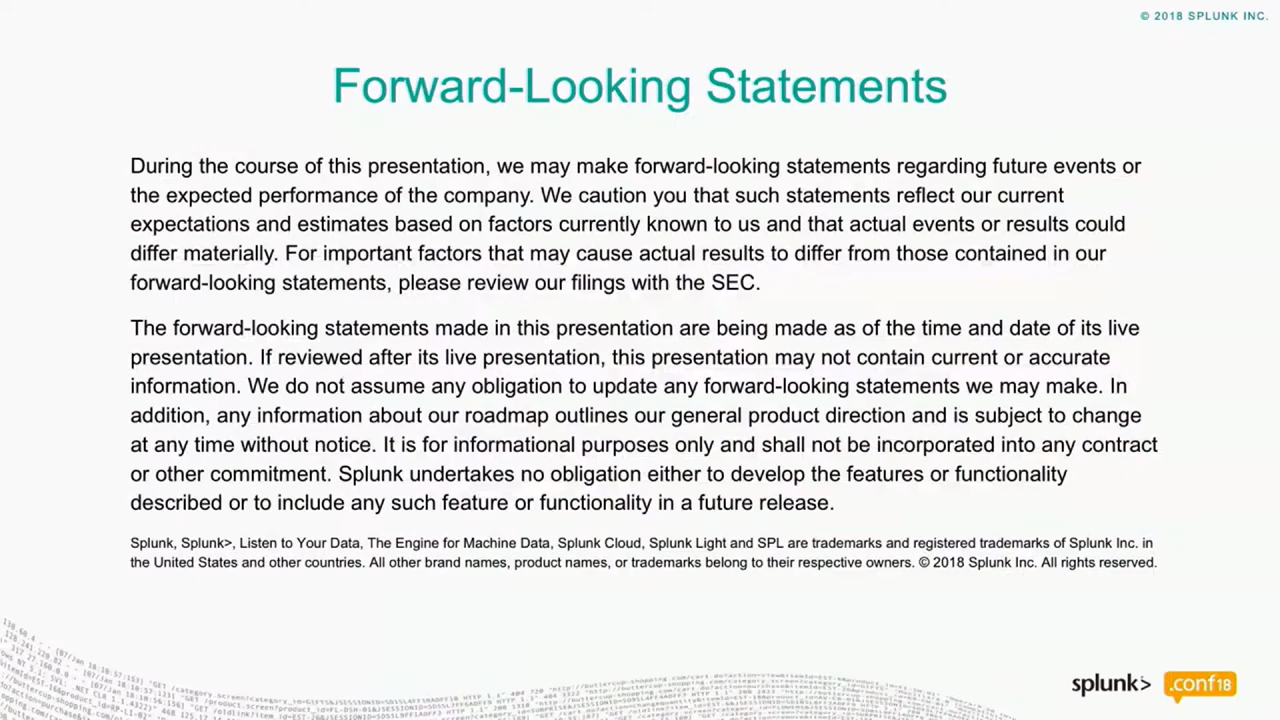 © 2018 SPLUNK INC.
Forward-Looking Statements
During the course of this presentation, we may make forward-looking statements regarding future events or
the expected performance of the company. We caution you that such statements reflect our current
expectations and estimates based on factors currently known to us and that actual events or results could
differ materially. For important factors that may cause actual results to differ from those contained in our
forward-looking statements, please review our filings with the SEC.
The forward-looking statements made in this presentation are being made as of the time and date of its live
presentation. If reviewed after its live presentation, this presentation may not contain current or accurate
information. We do not assume any obligation to update any forward-looking statements we may make. In
addition, any information about our roadmap outlines our general product direction and is subject to change
at any time without notice. It is for informational purposes only and shall not be incorporated into any contract
or other commitment. Splunk undertakes no obligation either to develop the features or functionality
described or to include any such feature or functionality in a future release.
Splunk, Splunk>, Listen to Your Data, The Engine for Machine Data, Splunk Cloud, Splunk Light and SPL are trademarks and registered trademarks of Splunk Inc. in
the United States and other countries. All other brand names, product names, or trademarks belong to their respective owners. © 2018 Splunk Inc. All rights reserved.
splunk> .conf18